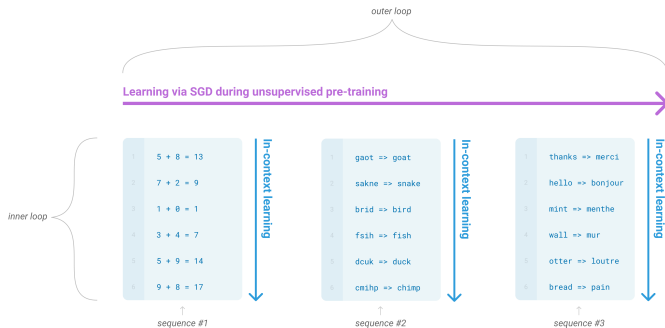 outer loop
Learning via SGD during unsupervised pre-training
inner loop
1 5 + 8 = 13
2 7 + 2 = 9
3 1 + 0 = 1
4 3 + 4 = 7
5 5 + 9 = 14
6 9 + 8 = 17
In-context learning
sequence #1
1 gaot => goat
2 sakne => snake
3 brid => bird
4 fsih => fish
5 dcuk => duck
6 cmihp => chimp
In-context learning
sequence #2
1 thanks => merci
2 hello => bonjour
3 mint => menthe
4 wall => mur
5 otter => loutre
6 bread => pain
In-context learning
sequence #3